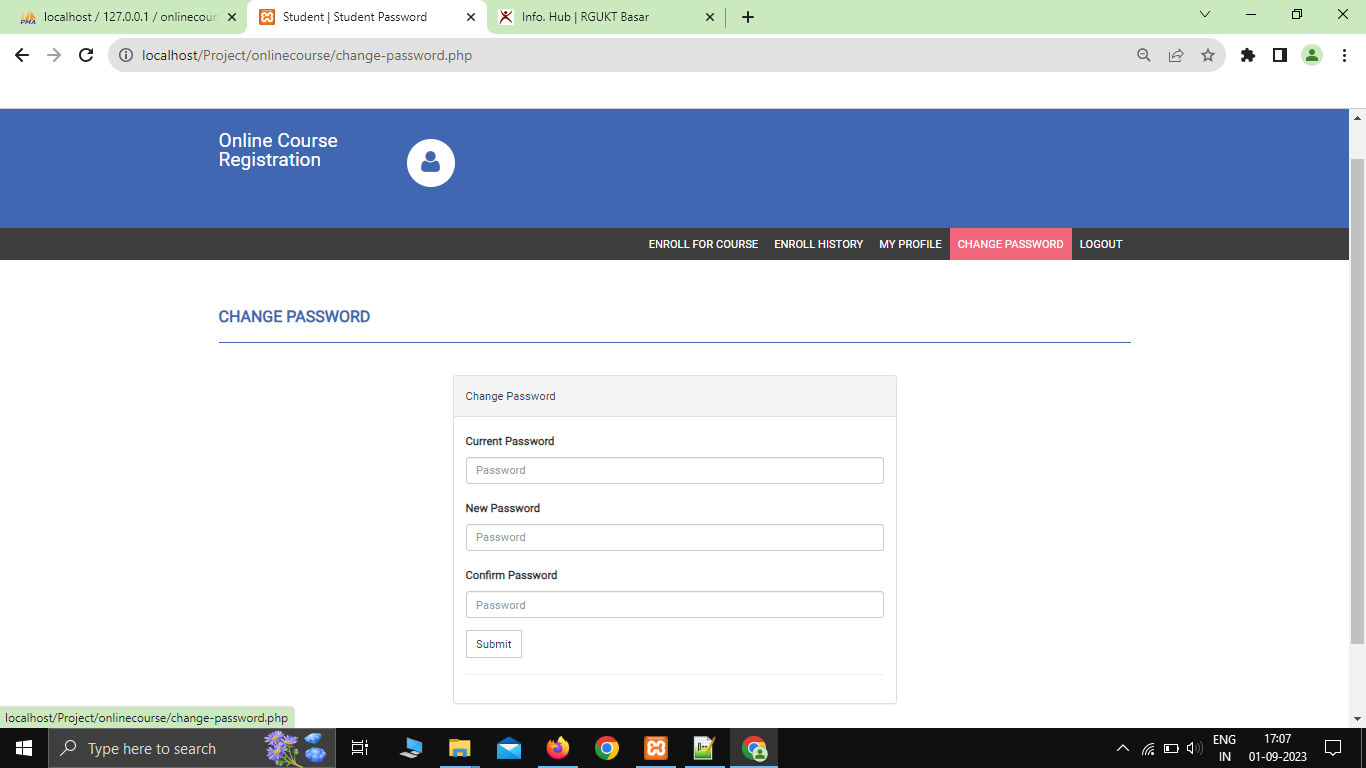 localhost / 127.0.0.1 / onlinecour
Student | Student Password
Info. Hub | RGUKT Basar
localhost/Project/onlinecourse/change-password.php
Online Course
Registration
ENROLL FOR COURSE
ENROLL HISTORY
MY PROFILE
CHANGE PASSWORD
LOGOUT
CHANGE PASSWORD
Change Password
Current Password
Password
New Password
Password
Confirm Password
Password
Submit
localhost/Project/onlinecourse/change-password.php
Type here to search
ENG
IN
17:07
01-09-2023